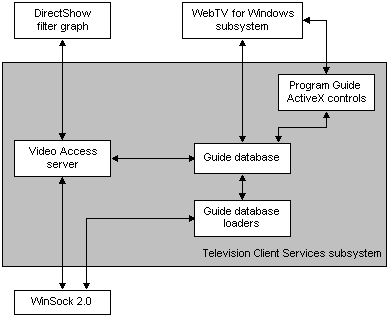 DirectShow
filter graph
WebTV for Windows
subsystem
Program Guide
ActiveX controls
Video Access
server
Guide database
Guide database
loaders
Television Client Services subsystem
WinSock 2.0